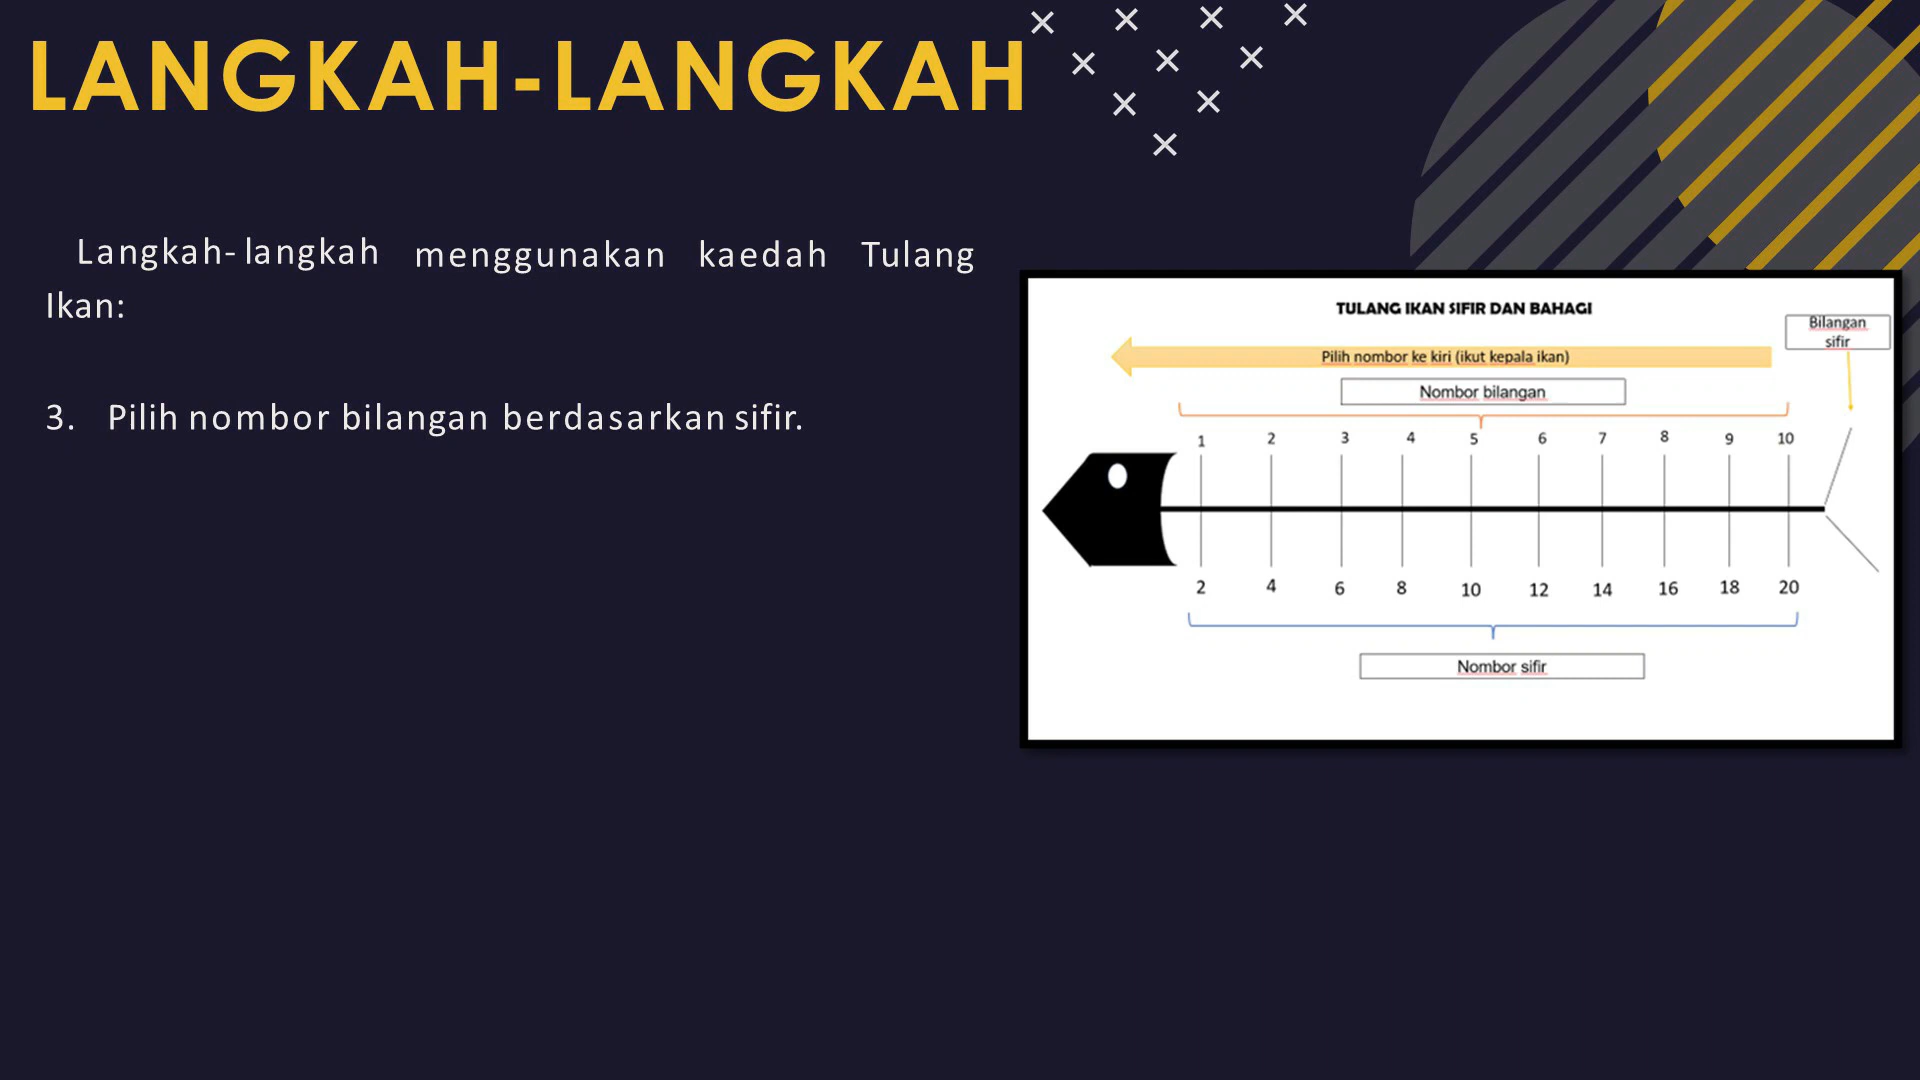 LANGKAH-LANGKAH
Langkah-langkah menggunakan kaedah Tulang
Ikan:
3. Pilih nombor bilangan berdasarkan sifir.
TULANG IKAN SIFIR DAN BAHAGI
Bilangan
sifir
Pilih nombor ke kiri (ikut kepala ikan)
Nombor bilangan
1 2 3 4 5 6 7 8 9 10
2 4 6 8 10 12 14 16 18 20
Nombor sifir